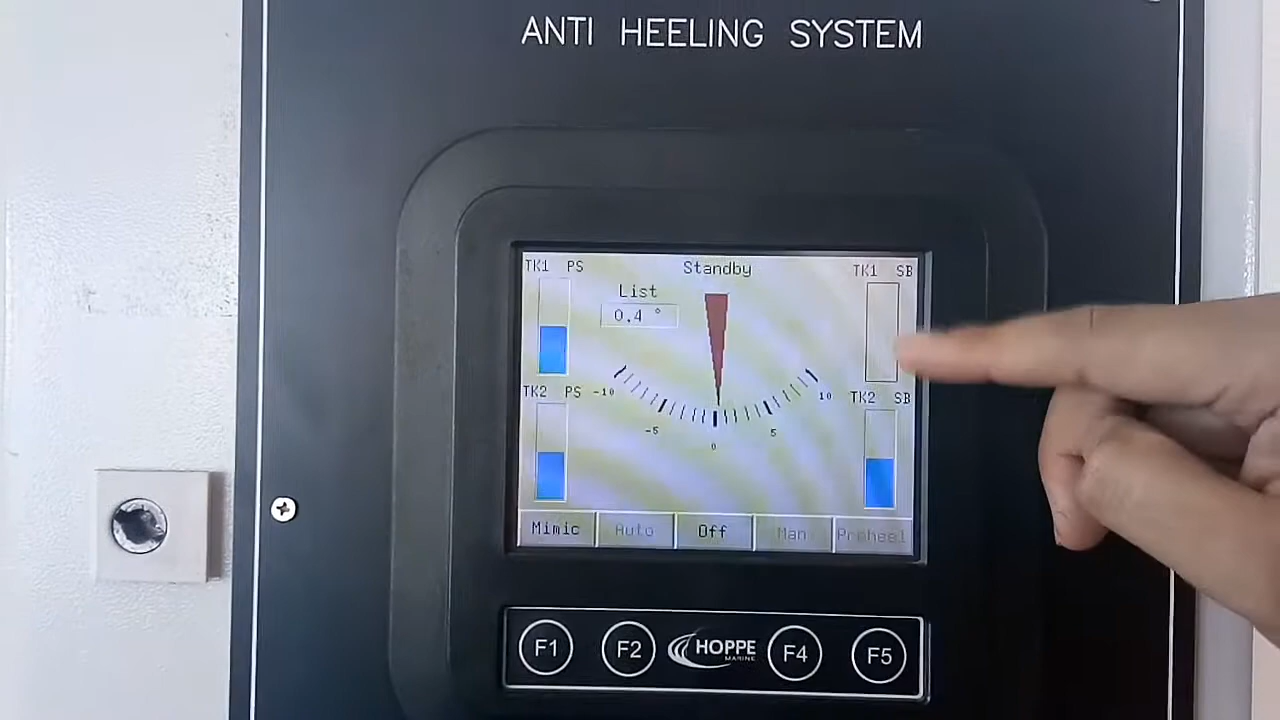 ANTI HEELING SYSTEM
TK1 PS
Standby
TK1 SB
List
0.4 °
TK2 PS
-10
10
TK2 SB
-5
5
0
Mimic
Auto
Off
Man
Preheel
F1
F2
HOPPE
MARINE
F4
F5